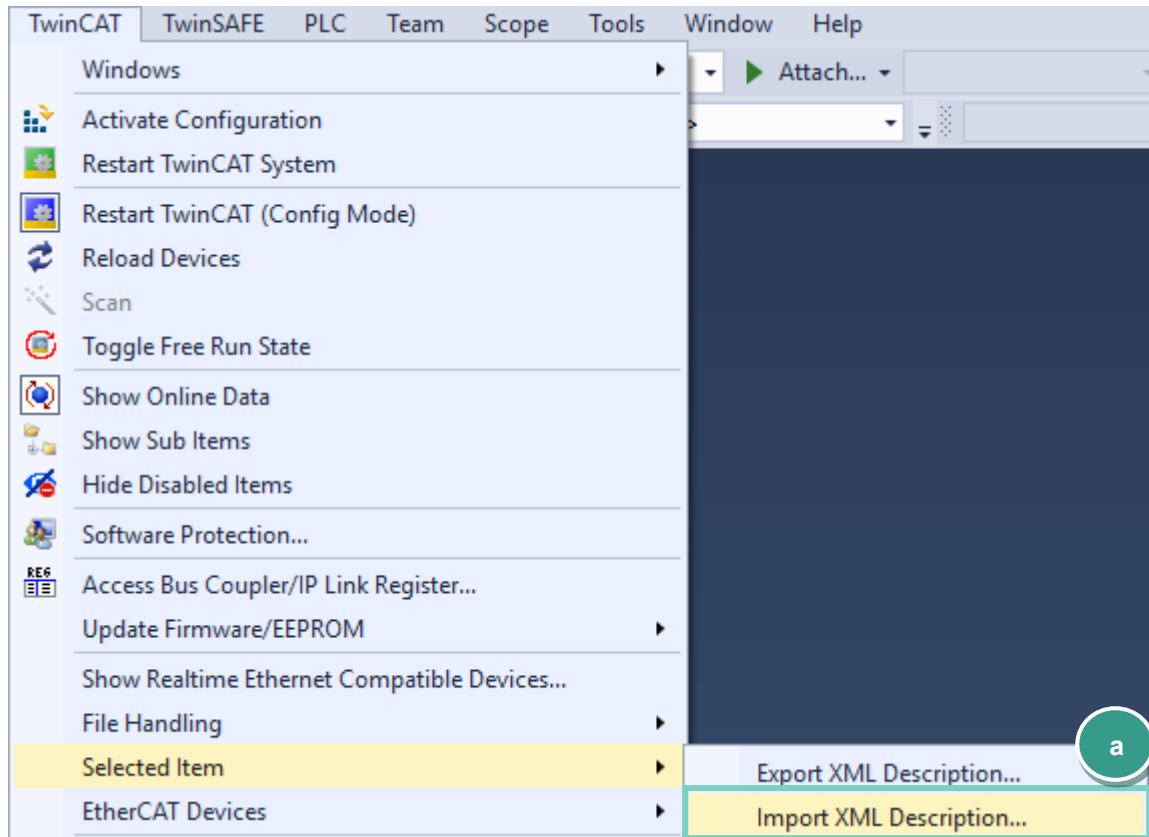 TwinCAT TwinSAFE PLC Team Scope Tools Window Help
Windows
Attach...
Activate Configuration
>
Restart TwinCAT System
Restart TwinCAT (Config Mode)
Reload Devices
Scan
Toggle Free Run State
Show Online Data
Show Sub Items
Hide Disabled Items
Software Protection...
REG
Access Bus Coupler/IP Link Register...
Update Firmware/EEPROM
Show Realtime Ethernet Compatible Devices...
File Handling
a
Selected Item
Export XML Description...
EtherCAT Devices
Import XML Description...